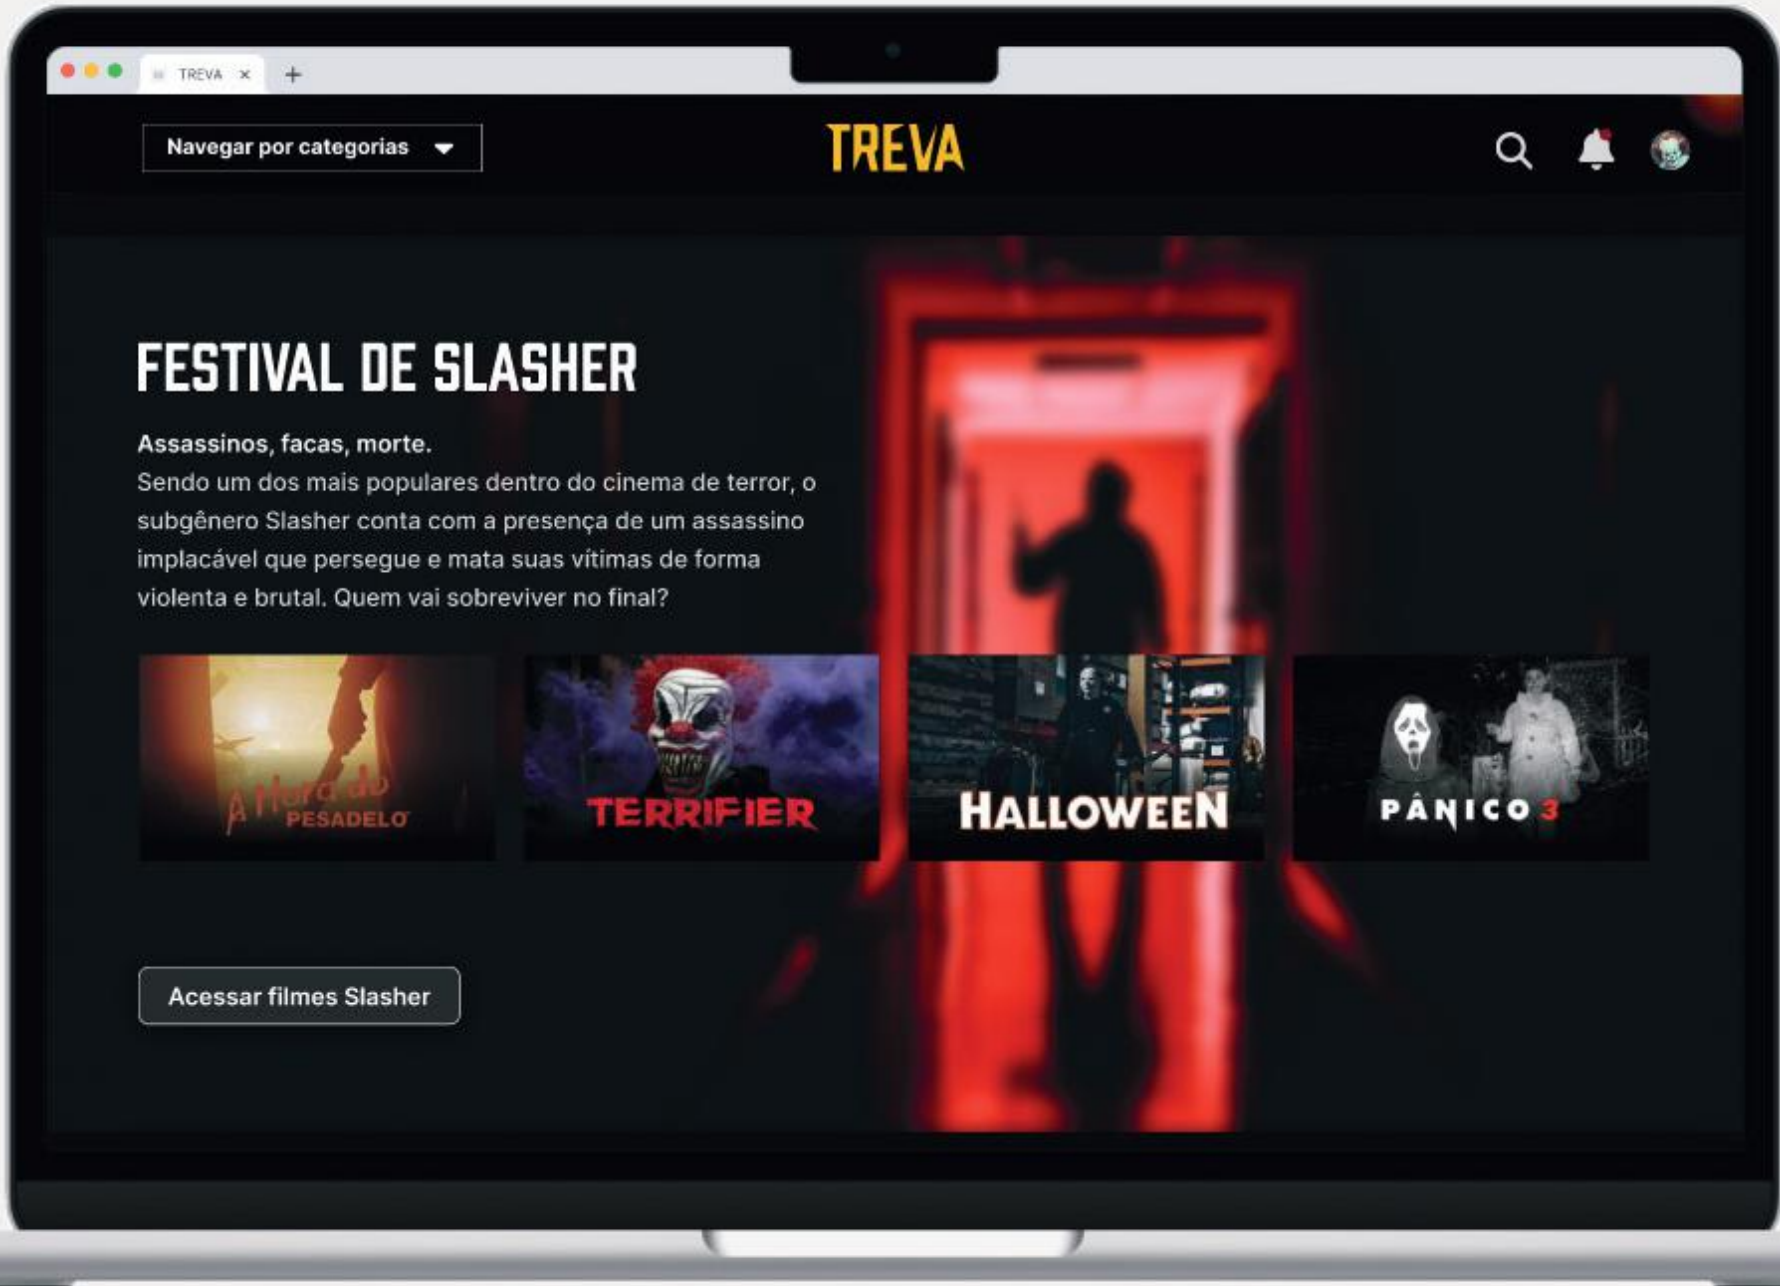 TREVA
Navegar por categorias
TREVA
FESTIVAL DE SLASHER
Assassinos, facas, morte.
Sendo um dos mais populares dentro do cinema de terror, o
subgênero Slasher conta com a presença de um assassino
implacável que persegue e mata suas vítimas de forma
violenta e brutal. Quem vai sobreviver no final?
A Hora do
PESADELO
TERRIFIER
HALLOWEEN
PÂNICO 3
Acessar filmes Slasher